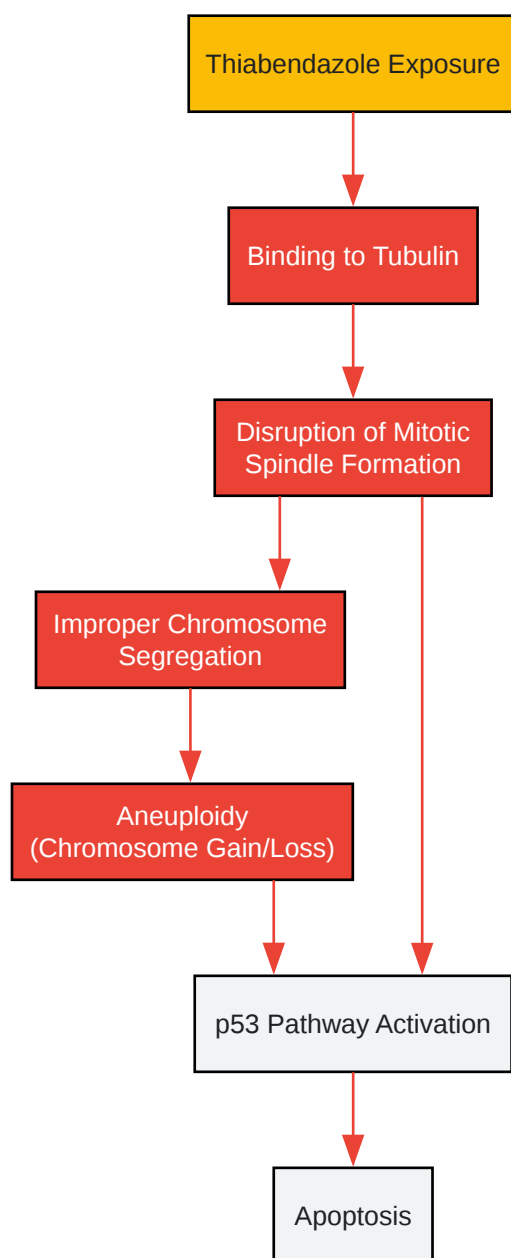 Thiabendazole Exposure
Binding to Tubulin
Disruption of Mitotic
Spindle Formation
Improper Chromosome
Segregation
Aneuploidy
(Chromosome Gain/Loss)
p53 Pathway Activation
Apoptosis